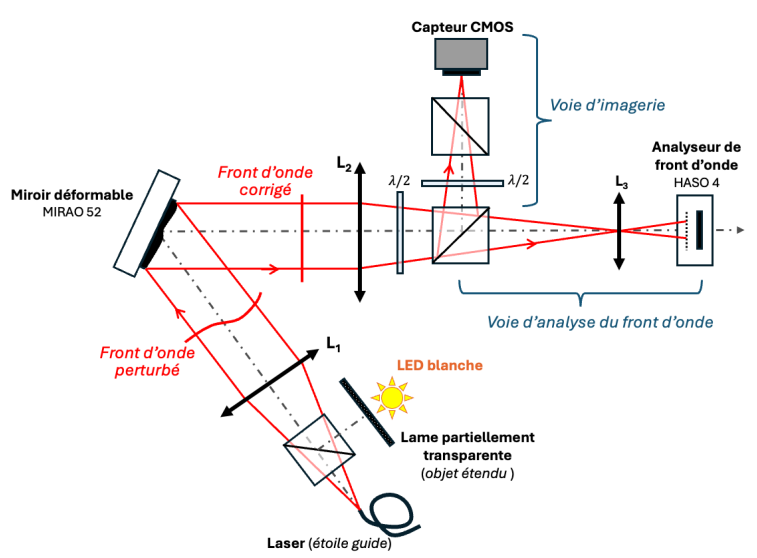 Capteur CMOS
Voie d'imagerie
Analyseur de
front d'onde
HASO 4
Front d'onde
corrigé
L2
λ/2
λ/2
L3
Miroir déformable
MIRAO 52
Voie d'analyse du front d'onde
Front d'onde
perturbé
L1
LED blanche
Lame partiellement
transparente
(objet étendu )
Laser (étoile guide)